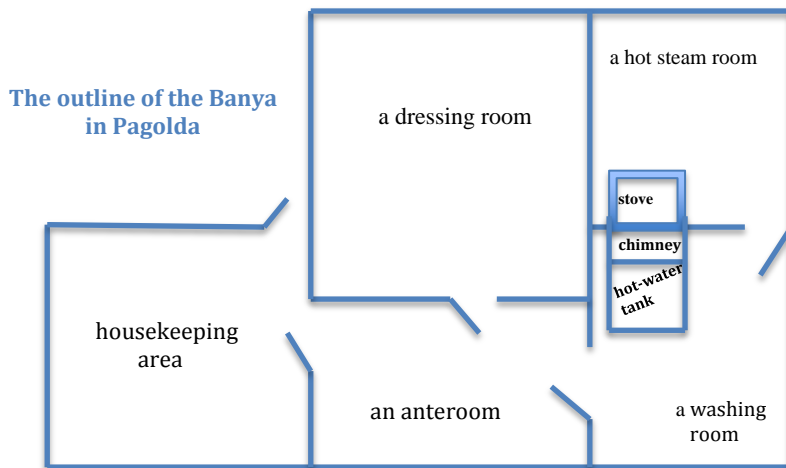 The outline of the Banya
in Pagolda
a hot steam room
a dressing room
stove
chimney
hot-water
tank
housekeeping
area
an anteroom
a washing
room